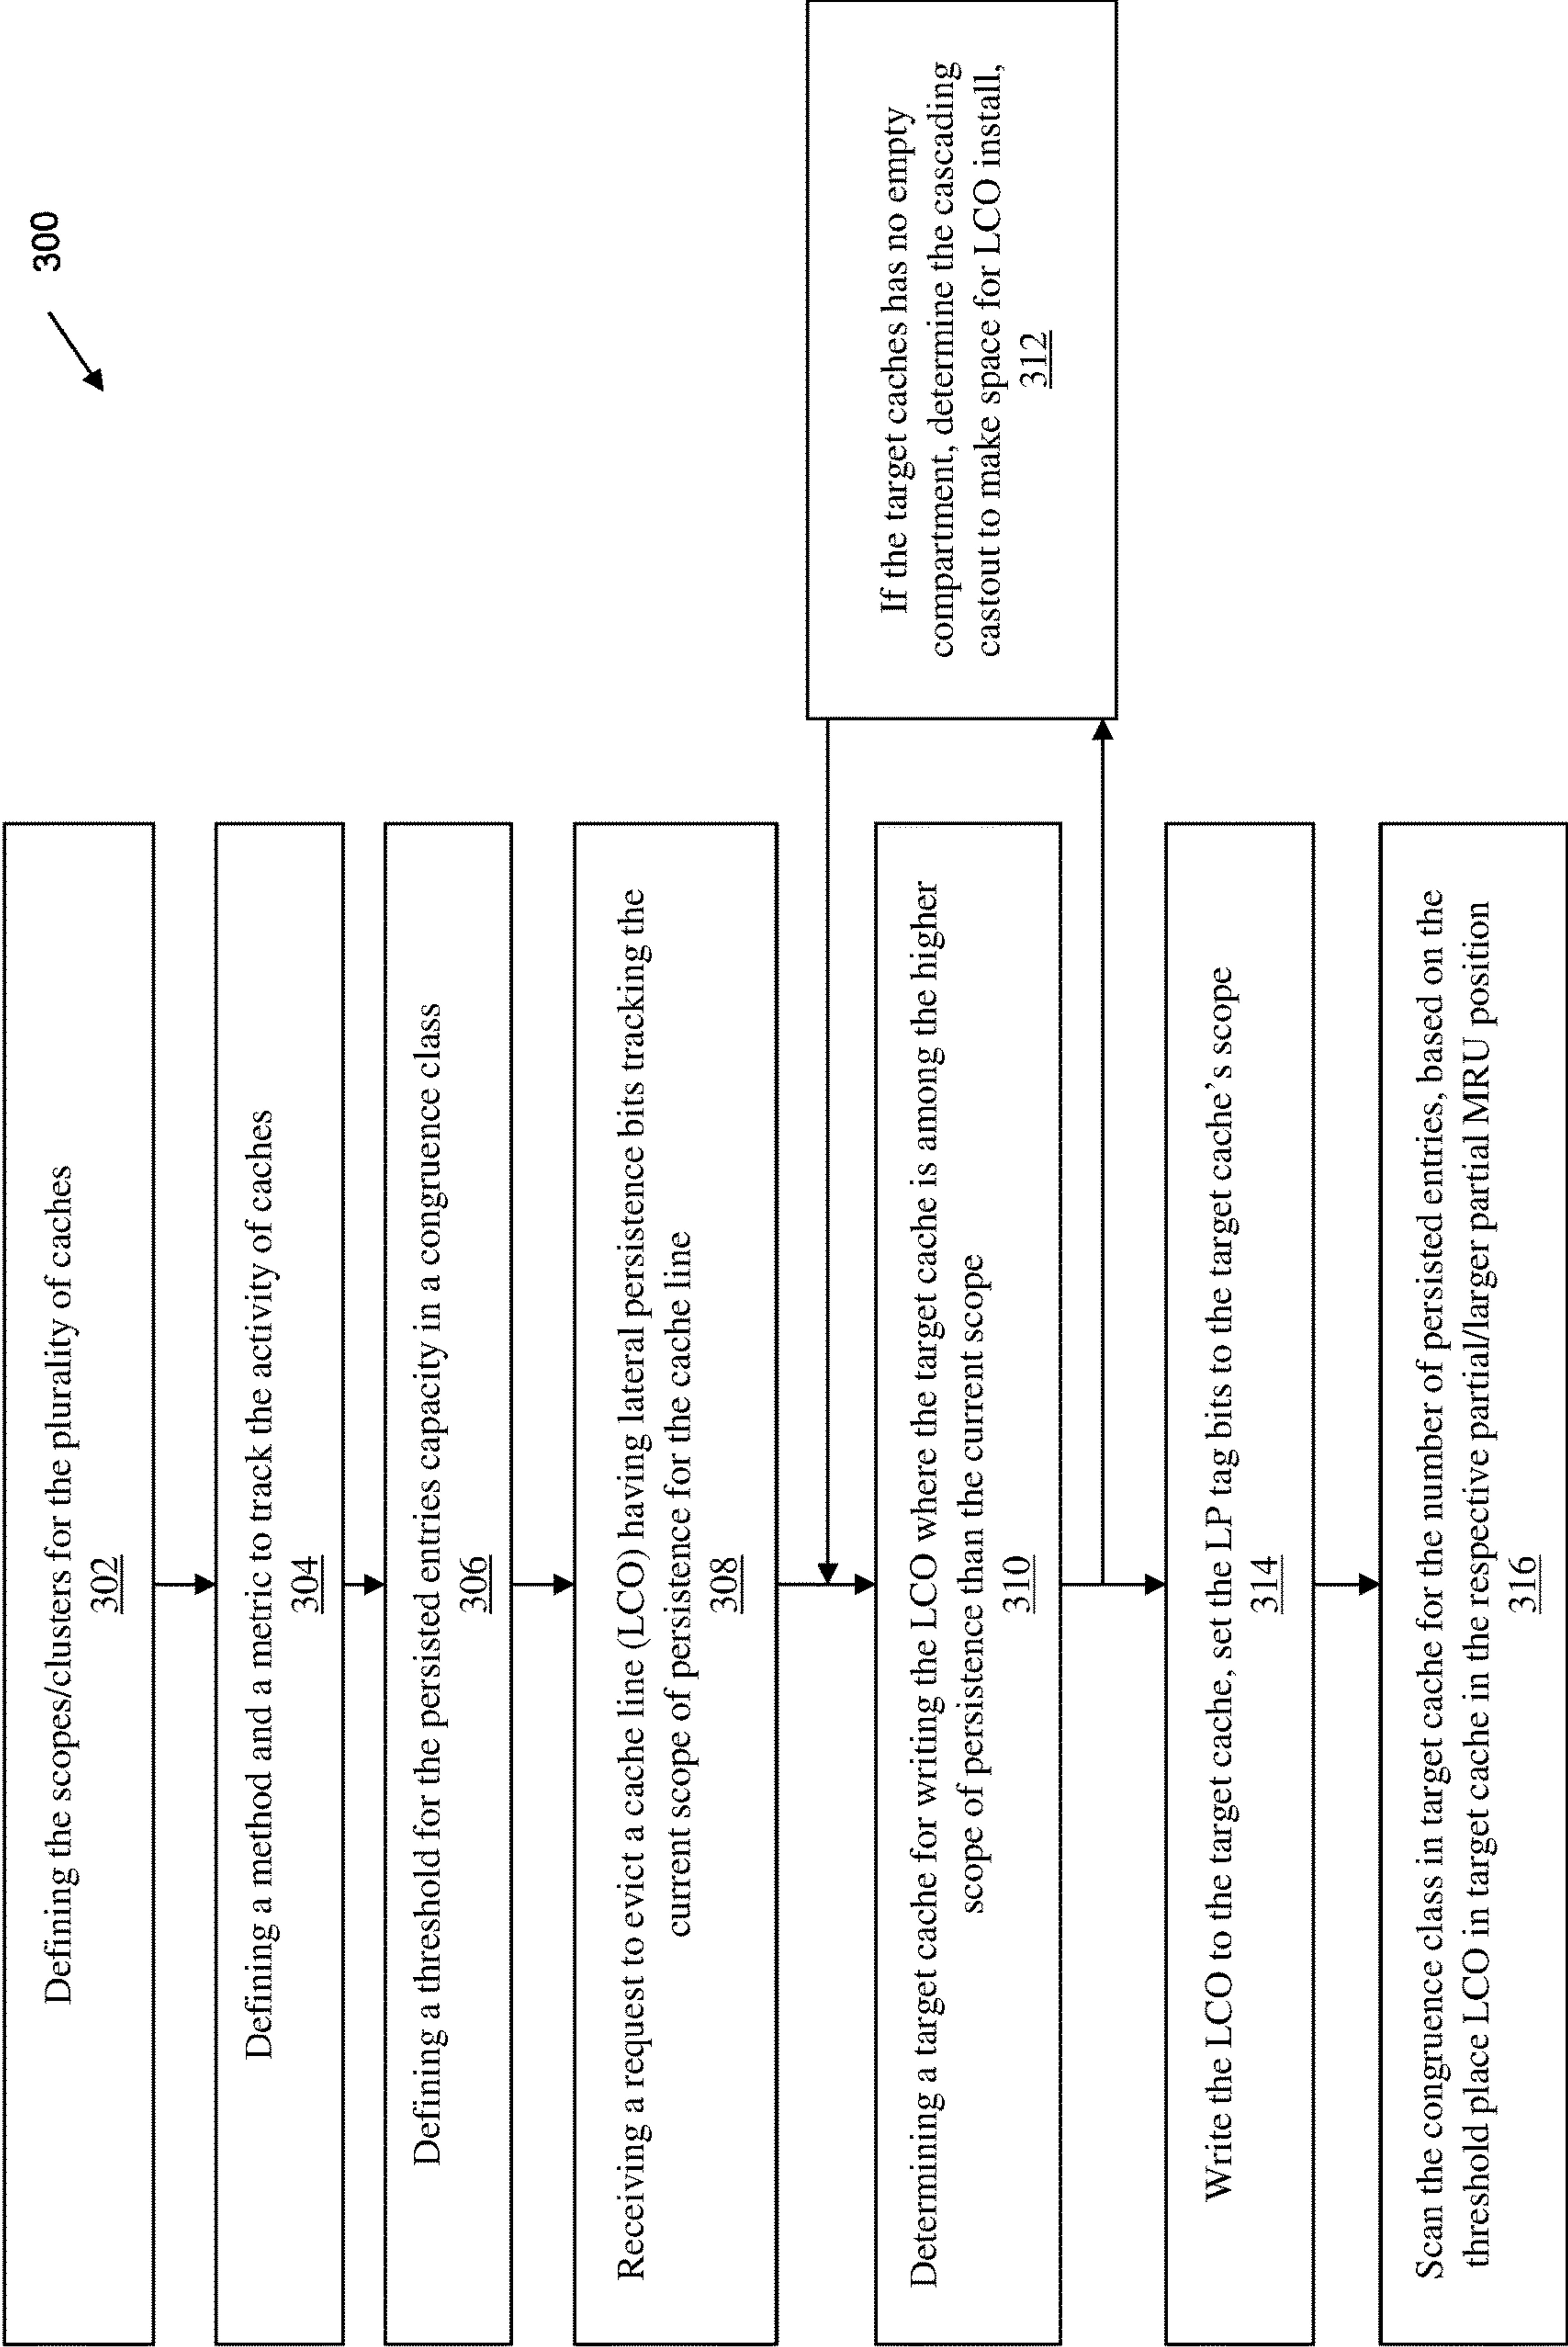 300
Defining the scopes/clusters for the plurality of caches
302
Defining a method and a metric to track the activity of caches
304
Defining a threshold for the persisted entries capacity in a congruence class
306
Receiving a request to evict a cache line (LCO) having lateral persistence bits tracking the
current scope of persistence for the cache line
308
Determining a target cache for writing the LCO where the target cache is among the higher
scope of persistence than the current scope
310
If the target caches has no empty
compartment, determine the cascading
castout to make space for LCO install,
312
Write the LCO to the target cache, set the LP tag bits to the target cache's scope
314
Scan the congruence class in target cache for the number of persisted entries, based on the
threshold place LCO in target cache in the respective partial/larger partial MRU position
316